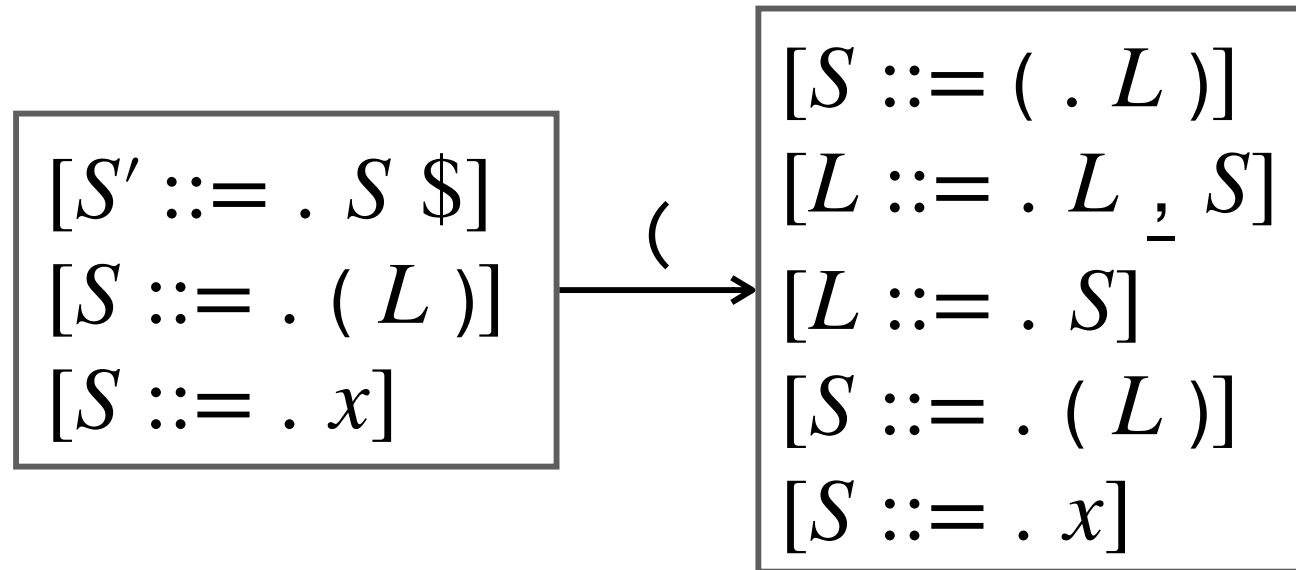 [S′ ::= . S $]
[S ::= . ( L )]
[S ::= . x]
(
[S ::= ( . L )]
[L ::= . L , S]
[L ::= . S]
[S ::= . ( L )]
[S ::= . x]